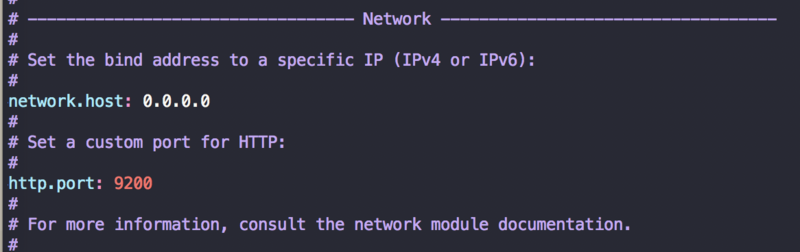 #
# ---------------------------------- Network -----------------------------------
#
# Set the bind address to a specific IP (IPv4 or IPv6):
#
network.host: 0.0.0.0
#
# Set a custom port for HTTP:
#
http.port: 9200
#
# For more information, consult the network module documentation.
#